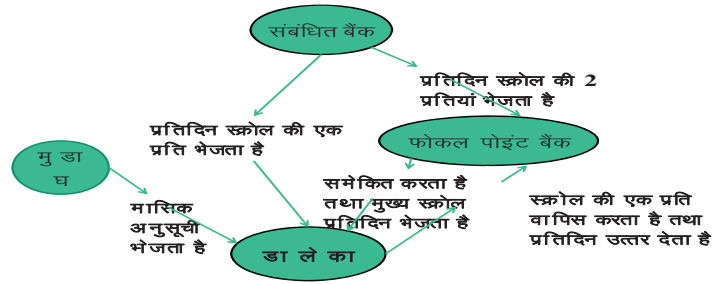 संबंधित बैंक
प्रतिदिन स्क्रोल की 2
प्रतियां भेजता है
प्रतिदिन स्क्रोल की एक
प्रति भेजता है
फोकल पोइंट बैंक
मु डा
घ
समेकित करता है
तथा मुख्य स्क्रोल
प्रतिदिन भेजता है
स्क्रोल की एक प्रति
वापिस करता है तथा
प्रतिदिन उत्तर देता है
मासिक
अनुसूची
भेजता है
डा ले का